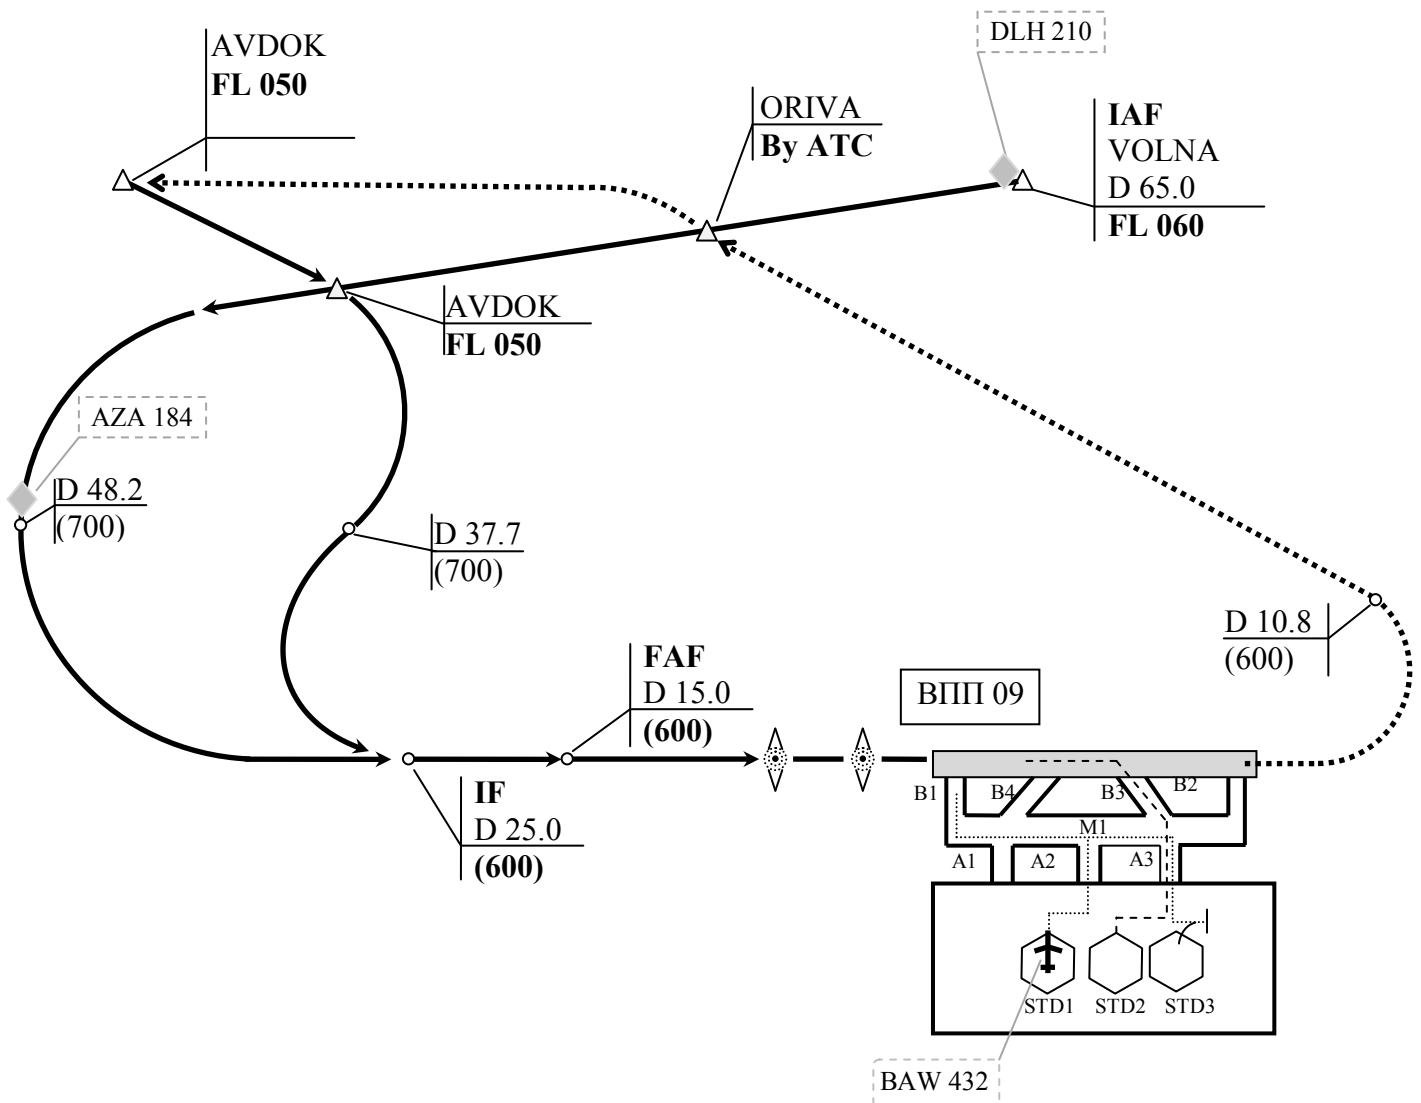 DLH 210
AVDOK
FL 050
ORIVA
By ATC
IAF
VOLNA
D 65.0
FL 060
AVDOK
FL 050
AZA 184
D 48.2
(700)
D 37.7
(700)
D 10.8
(600)
FAF
D 15.0
(600)
ВПП 09
IF
D 25.0
(600)
B1
B4
B3
B2
M1
A1
A2
A3
STD1
STD2
STD3
BAW 432